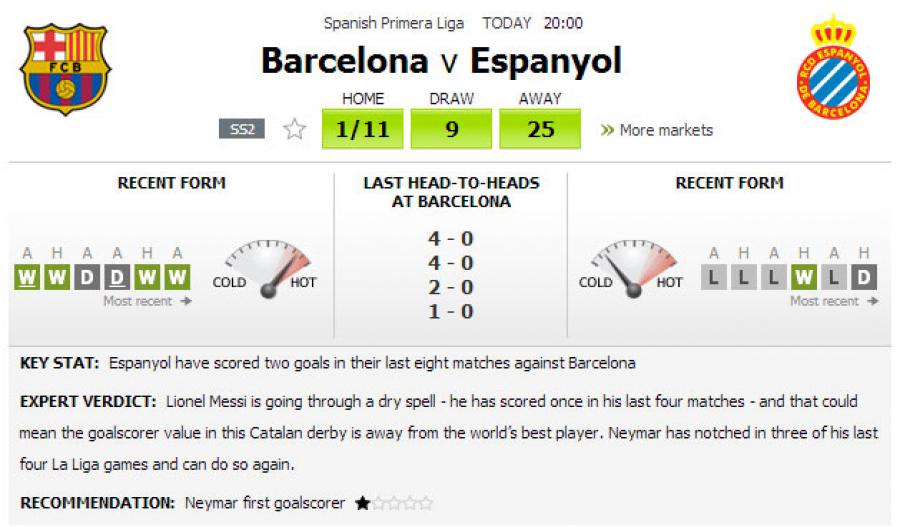 Spanish Primera Liga TODAY 20:00
Barcelona v Espanyol
FCB
RCD ESPANYOL DE BARCELONA
HOME DRAW AWAY
SS2 1/11 9 25 » More markets
RECENT FORM
A H A A H A
W W D D W W
COLD HOT
Most recent →
LAST HEAD-TO-HEADS
AT BARCELONA
4 - 0
4 - 0
2 - 0
1 - 0
RECENT FORM
COLD HOT
A H A H A H
L L L W L D
Most recent →
KEY STAT: Espanyol have scored two goals in their last eight matches against Barcelona
EXPERT VERDICT: Lionel Messi is going through a dry spell - he has scored once in his last four matches - and that could
mean the goalscorer value in this Catalan derby is away from the world's best player. Neymar has notched in three of his last
four La Liga games and can do so again.
RECOMMENDATION: Neymar first goalscorer